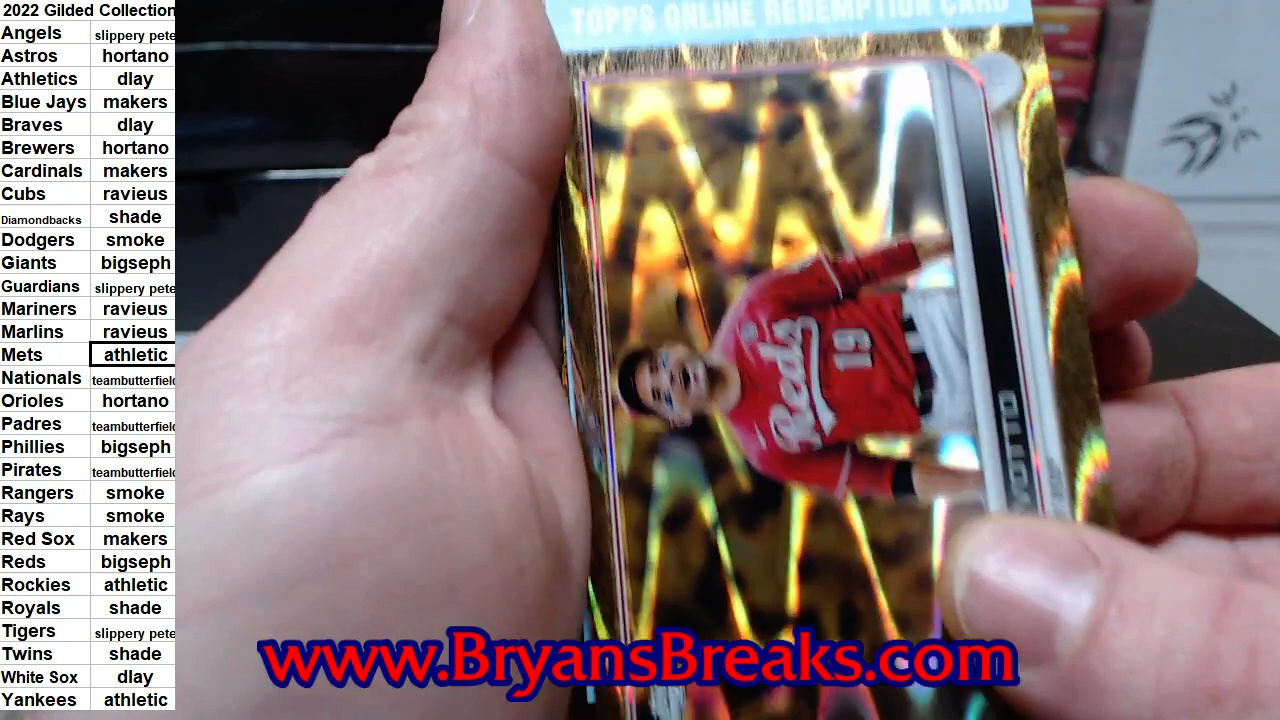 2022 Gilded Collection
Angels slippery pete
Astros hortano
Athletics dlay
Blue Jays makers
Braves dlay
Brewers hortano
Cardinals makers
Cubs ravieus
Diamondbacks shade
Dodgers smoke
Giants bigseph
Guardians slippery pete
Mariners ravieus
Marlins ravieus
Mets athletic
Nationals teambutterfield
Orioles hortano
Padres teambutterfield
Phillies bigseph
Pirates teambutterfield
Rangers smoke
Rays smoke
Red Sox makers
Reds bigseph
Rockies athletic
Royals shade
Tigers slippery pete
Twins shade
White Sox dlay
Yankees athletic
TOPPS ONLINE REDEMPTION CARD
Reds
19
www.BryansBreaks.com